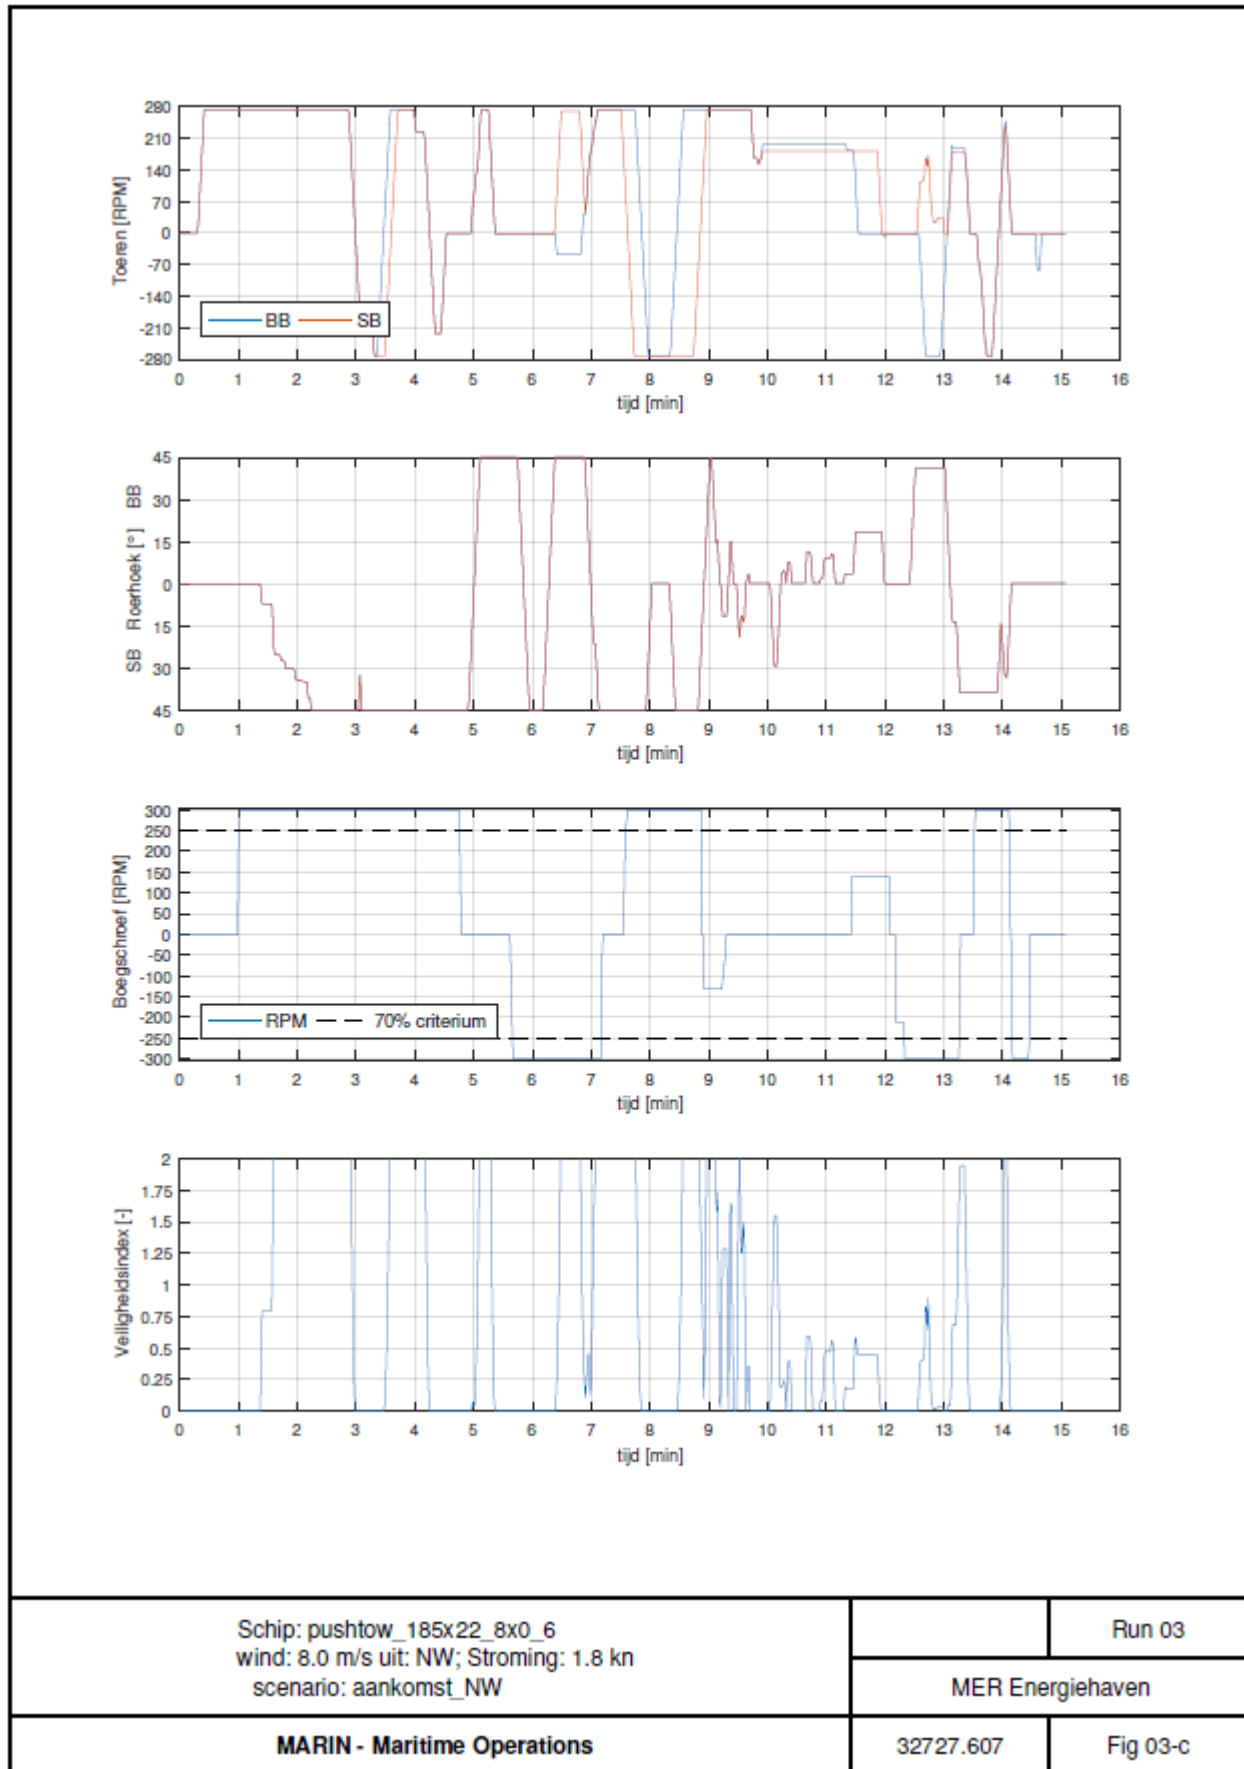 280
210
140
70
0
-70
-140
-210
-280
Toeren [RPM]
BB SB
0 1 2 3 4 5 6 7 8 9 10 11 12 13 14 15 16
tijd [min]
45
30
15
0
15
30
45
SB Roerhoek [°] BB
0 1 2 3 4 5 6 7 8 9 10 11 12 13 14 15 16
tijd [min]
300
250
200
150
100
50
0
-50
-100
-150
-200
-250
-300
Boegschroef [RPM]
RPM 70% criterium
0 1 2 3 4 5 6 7 8 9 10 11 12 13 14 15 16
tijd [min]
2
1.75
1.5
1.25
1
0.75
0.5
0.25
0
Veiligheidsindex [-]
0 1 2 3 4 5 6 7 8 9 10 11 12 13 14 15 16
tijd [min]
Schip: pushtow_185x22_8x0_6
wind: 8.0 m/s uit: NW; Stroming: 1.8 kn
scenario: aankomst_NW
Run 03
MER Energiehaven
MARIN - Maritime Operations
32727.607
Fig 03-c